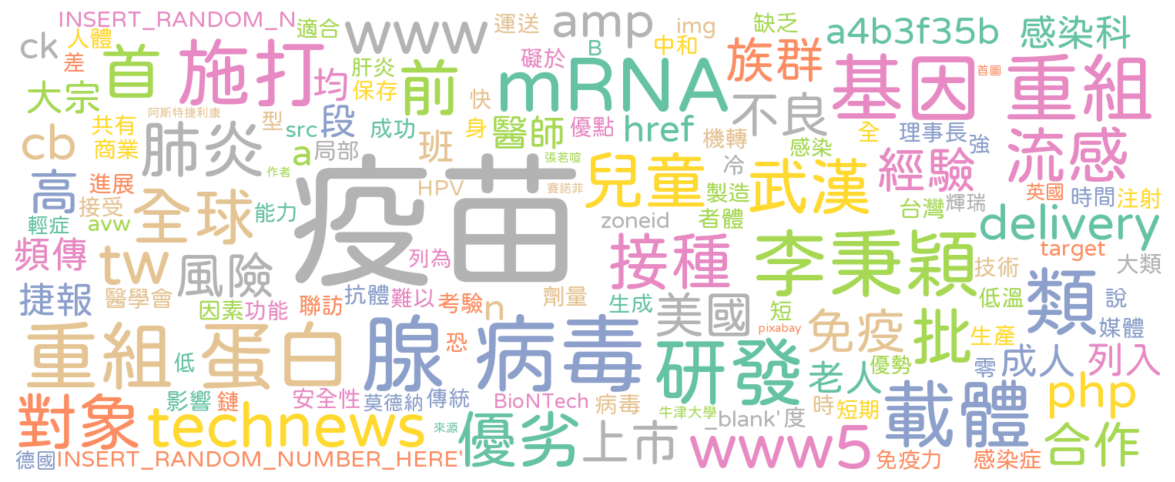 INSERT_RANDOM_N
適合
www
運送
amp
img
缺乏
a4b3f35b
感染科
ck
人體
差
首
施打
均
肝炎
保存
前
礙於
B
中和
mRNA
族群
基因
首圖
重組
大宗
阿斯特捷利康
型
快
不良
cb
共有
商業
肺炎
src
段
成功
身
醫師
優點
href
機轉
感染
全
理事長
強
流感
a
局部
班
張茗喧
兒童
冷
武漢
經驗
高
進展
接受
作者
疫苗
HPV
賽諾菲
製造
者體
台灣
輝瑞
英國
時間
注射
輕症
avw
全球
能力
zoneid
delivery
頻傳
tw
風險
列為
接種
李秉穎
target
大類
捷報
醫學會
因素
功能
聯訪
抗體
難以
考驗
n
劑量
生成
美國
短
pixabay
技術
低溫
類
說
媒體
重組
蛋白
低
腺
恐
病毒
研發
免疫
優勢
批
生產
零
成人
列入
老人
影響
鏈
安全性
莫德納
傳統
BioNTech
病毒
牛津大學
_blank'
度
時
短期
載體
php
對象
technews
來源
優劣
上市
www5
合作
德國
INSERT_RANDOM_NUMBER_HERE'
免疫力
感染症